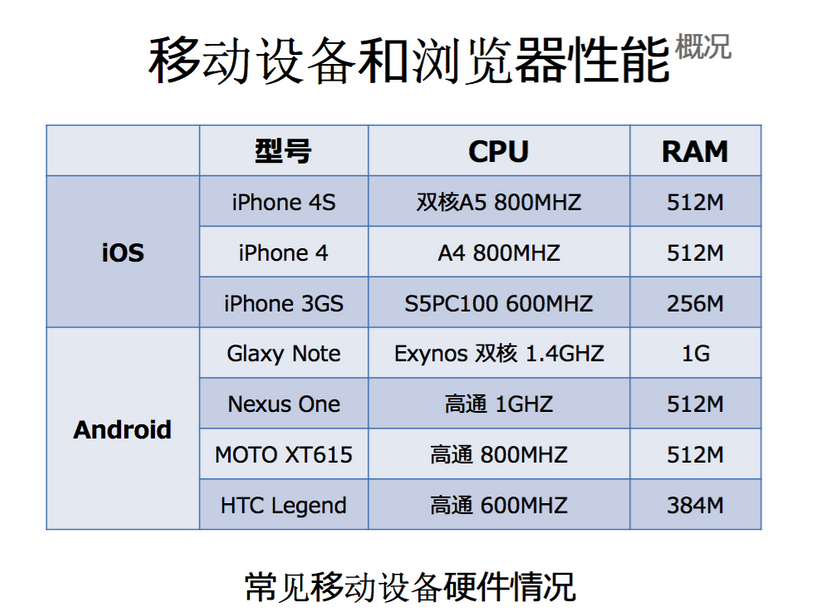 移动设备和浏览器性能概况
型号 CPU RAM
iOS
iPhone 4S 双核A5 800MHZ 512M
iPhone 4 A4 800MHZ 512M
iPhone 3GS S5PC100 600MHZ 256M
Android
Glaxy Note Exynos 双核 1.4GHZ 1G
Nexus One 高通 1GHZ 512M
MOTO XT615 高通 800MHZ 512M
HTC Legend 高通 600MHZ 384M
常见移动设备硬件情况